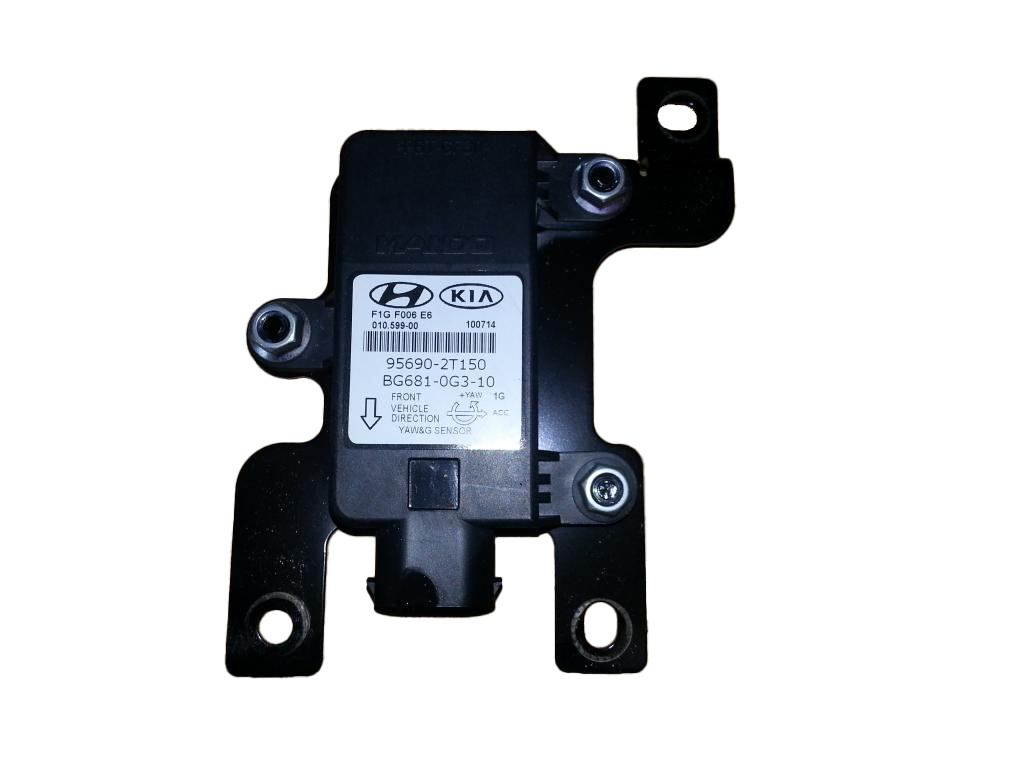 MANDO
KIA
F1G F006 E6
010.599-00 100714
95690-2T150
BG681-0G3-10
FRONT +YAW 1G
VEHICLE
DIRECTION ACC
YAW&G SENSOR